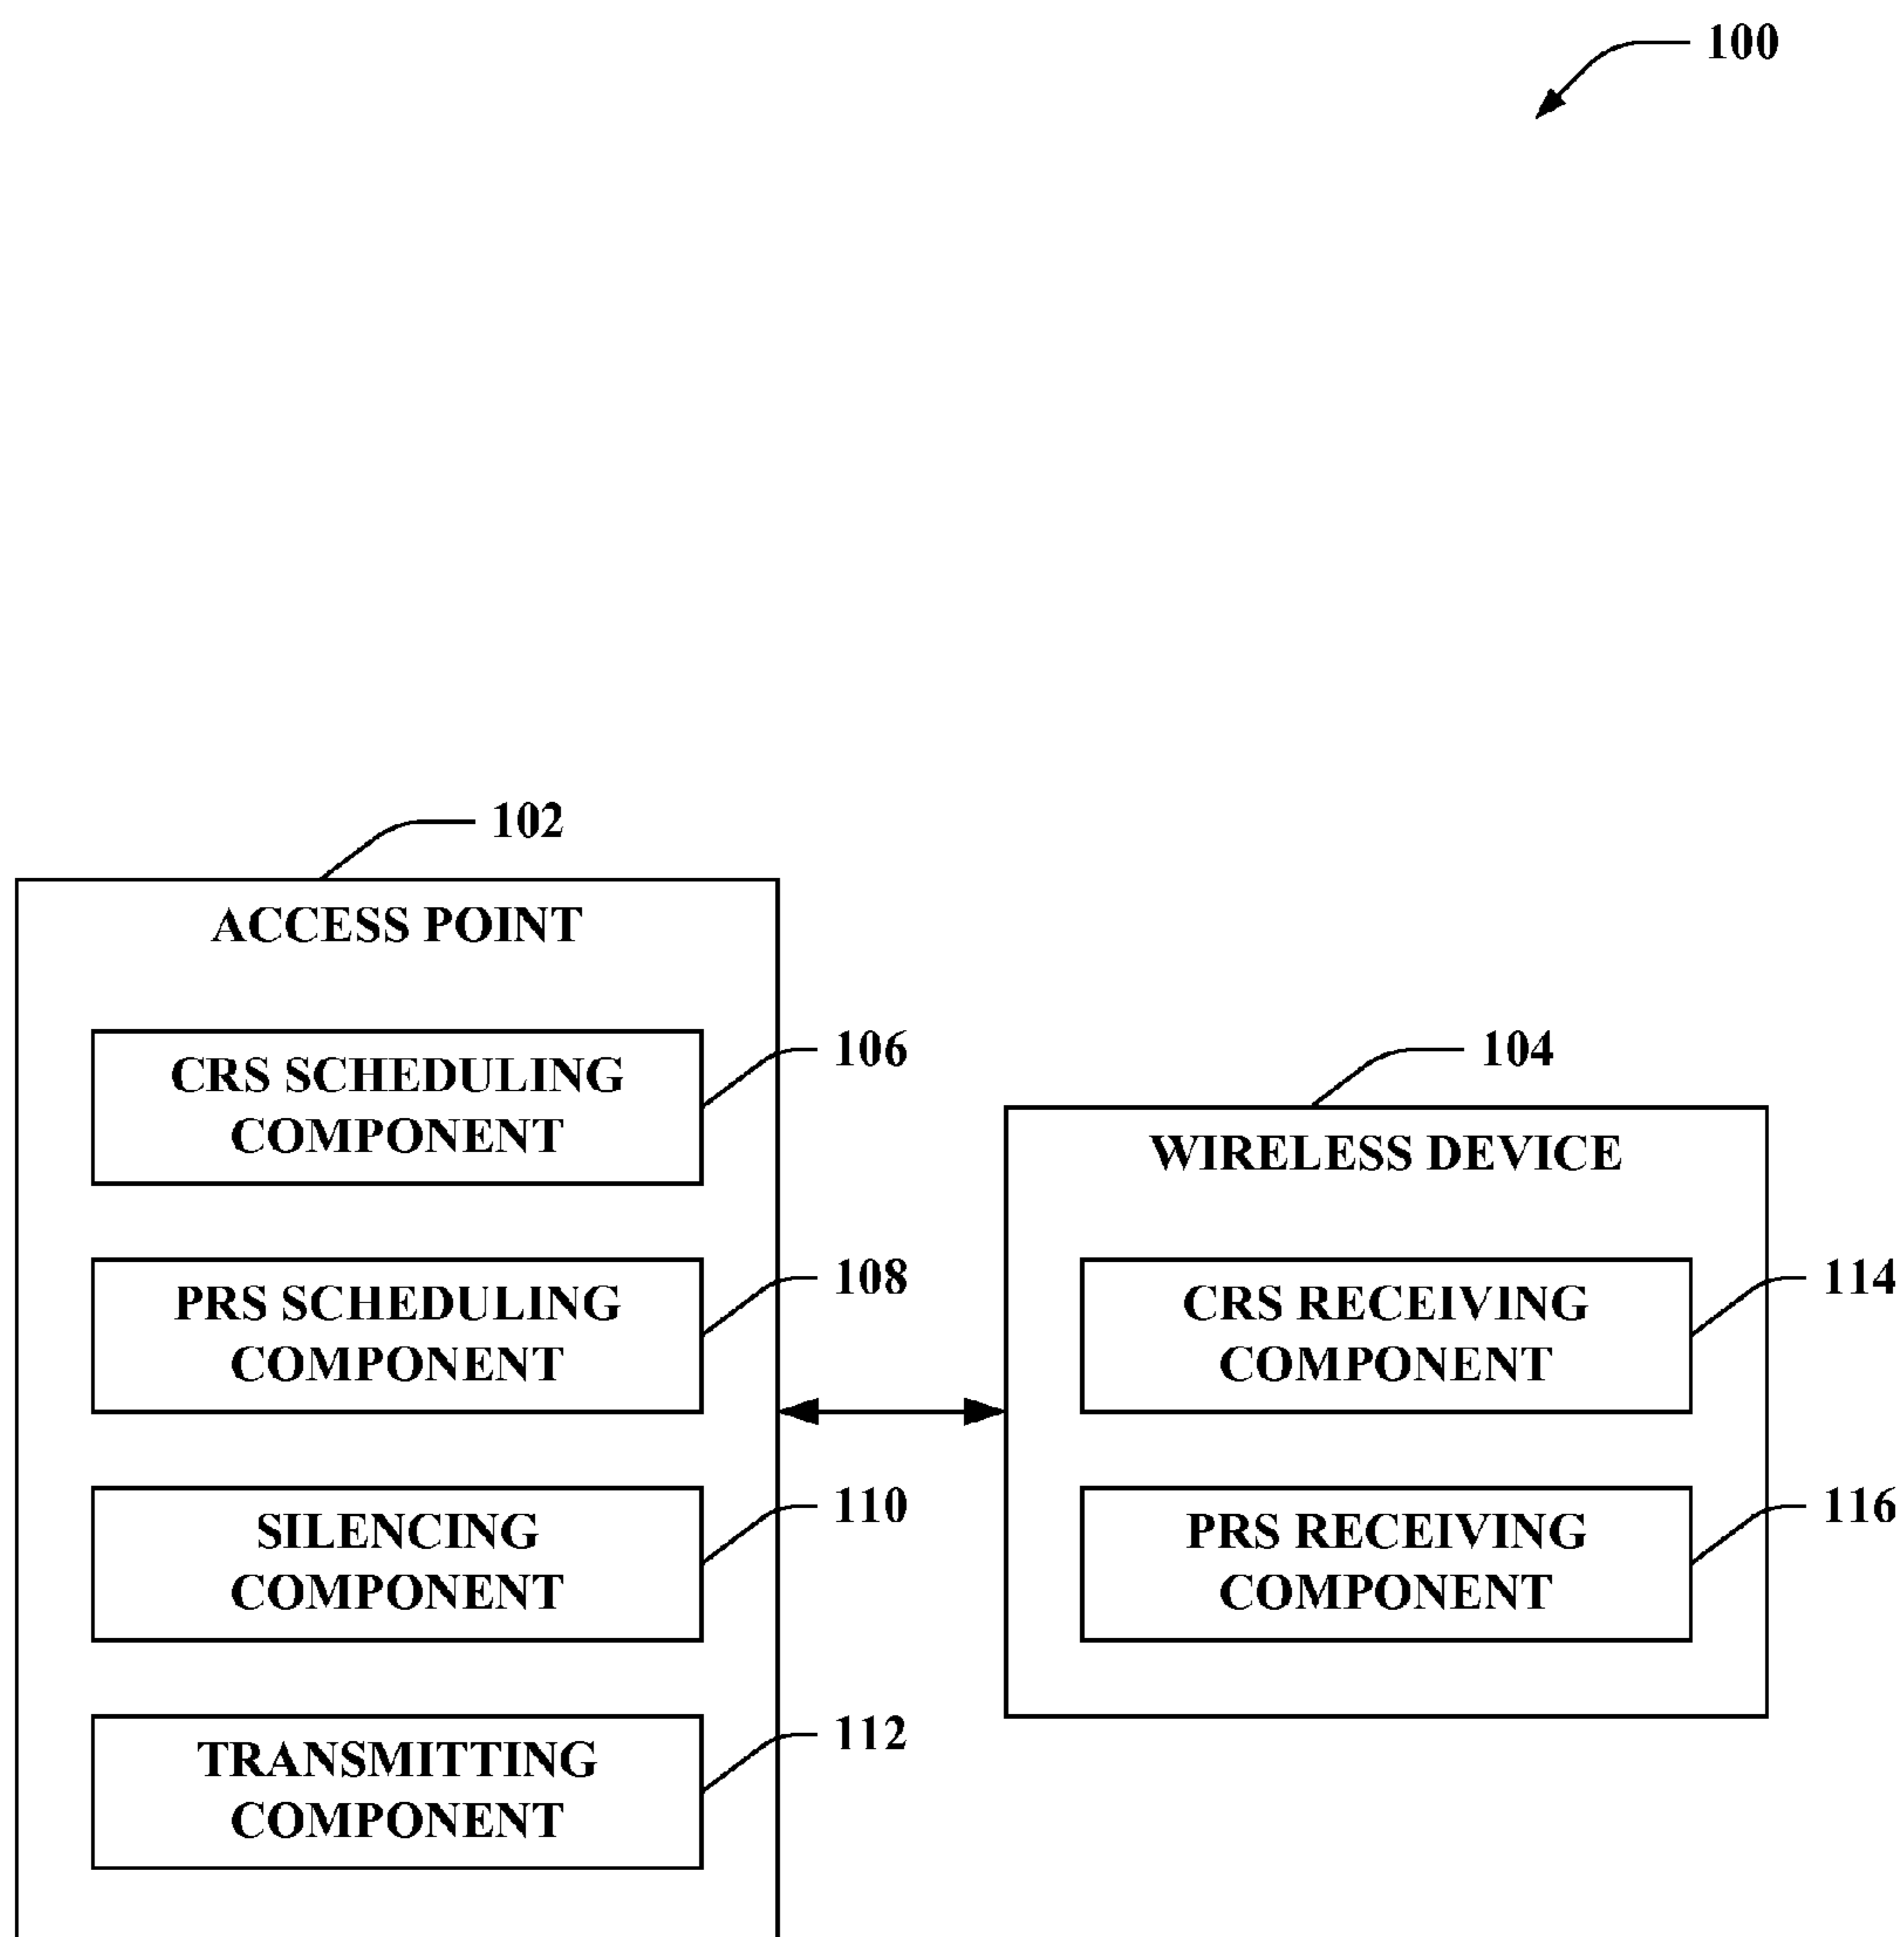 100
102
ACCESS POINT
CRS SCHEDULING
COMPONENT
106
PRS SCHEDULING
COMPONENT
108
SILENCING
COMPONENT
110
TRANSMITTING
COMPONENT
112
104
WIRELESS DEVICE
CRS RECEIVING
COMPONENT
114
PRS RECEIVING
COMPONENT
116